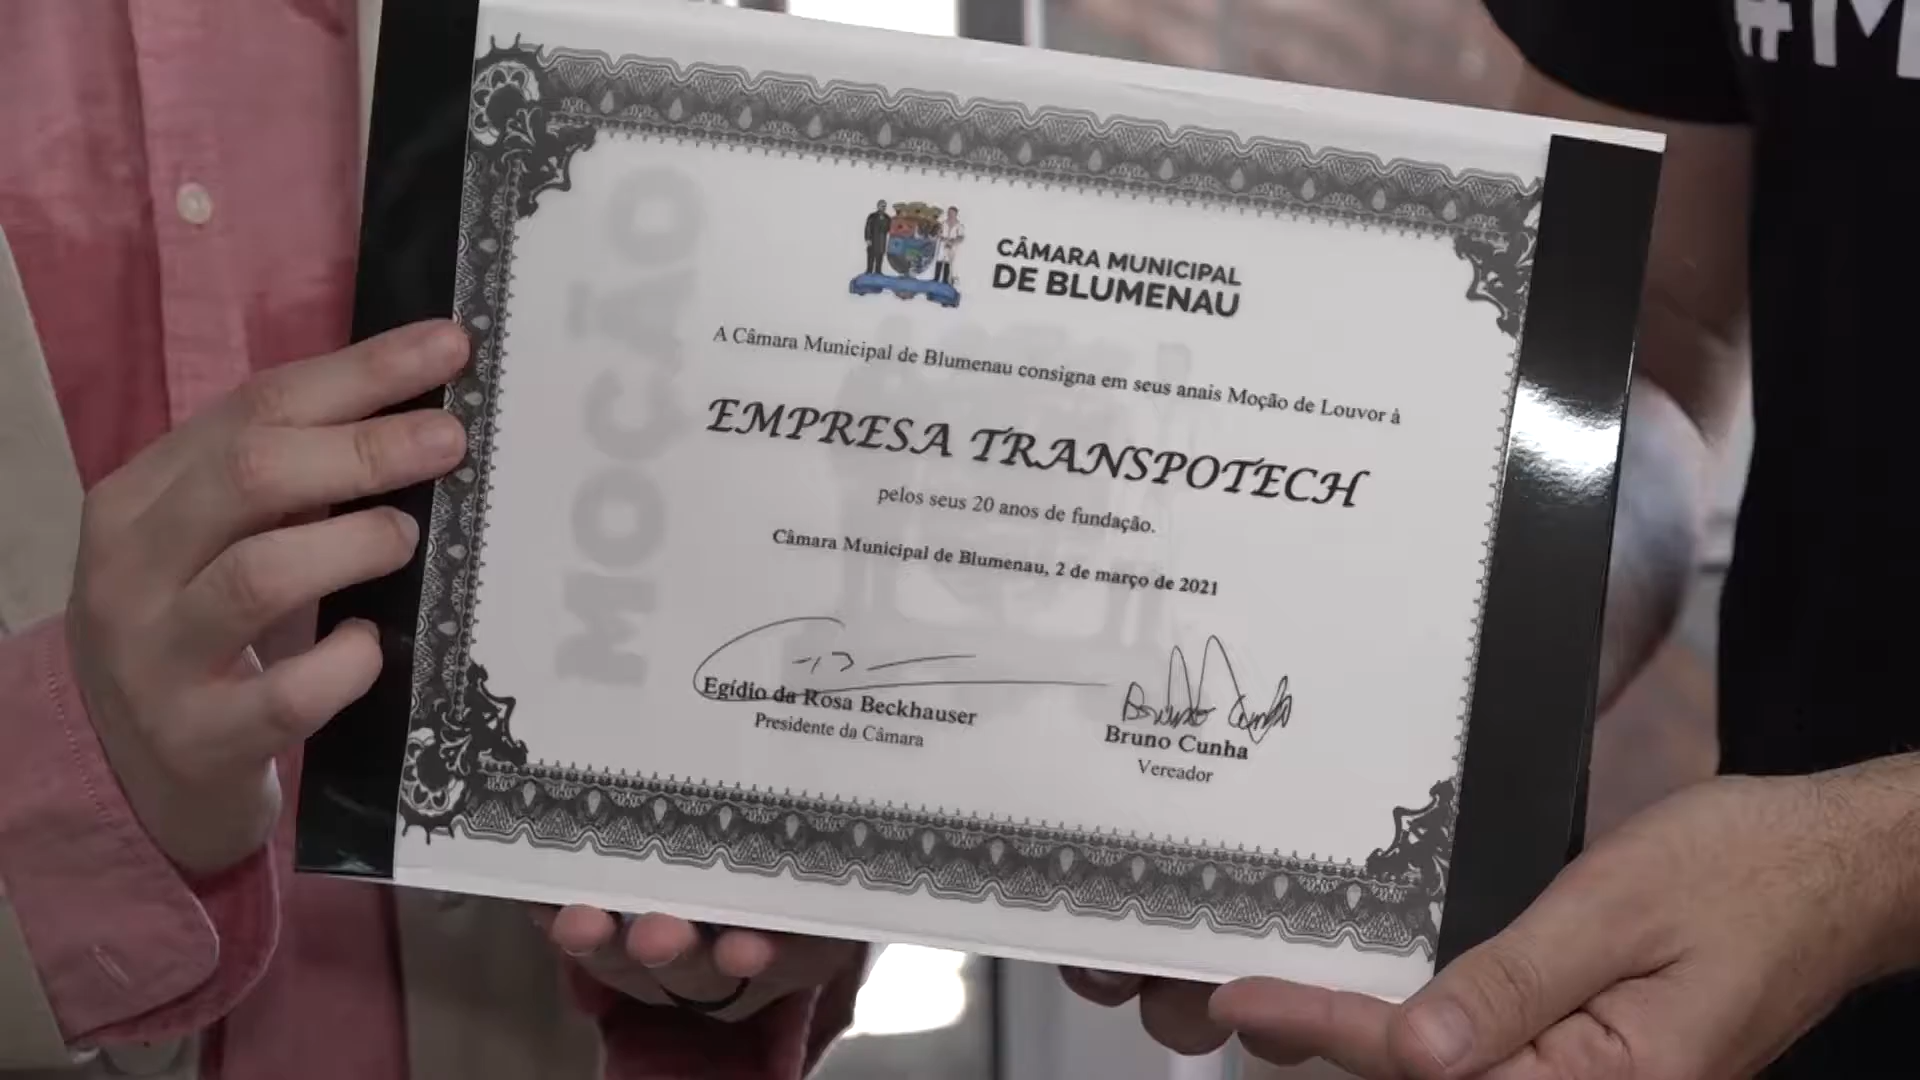 #M
MOÇÃO
CÂMARA MUNICIPAL
DE BLUMENAU
A Câmara Municipal de Blumenau consigna em seus anais Moção de Louvor à
EMPRESA TRANSPOTECH
pelos seus 20 anos de fundação.
Câmara Municipal de Blumenau, 2 de março de 2021
Bruno Cunha
Egídio da Rosa Beckhauser
Presidente da Câmara
Bruno Cunha
Vereador